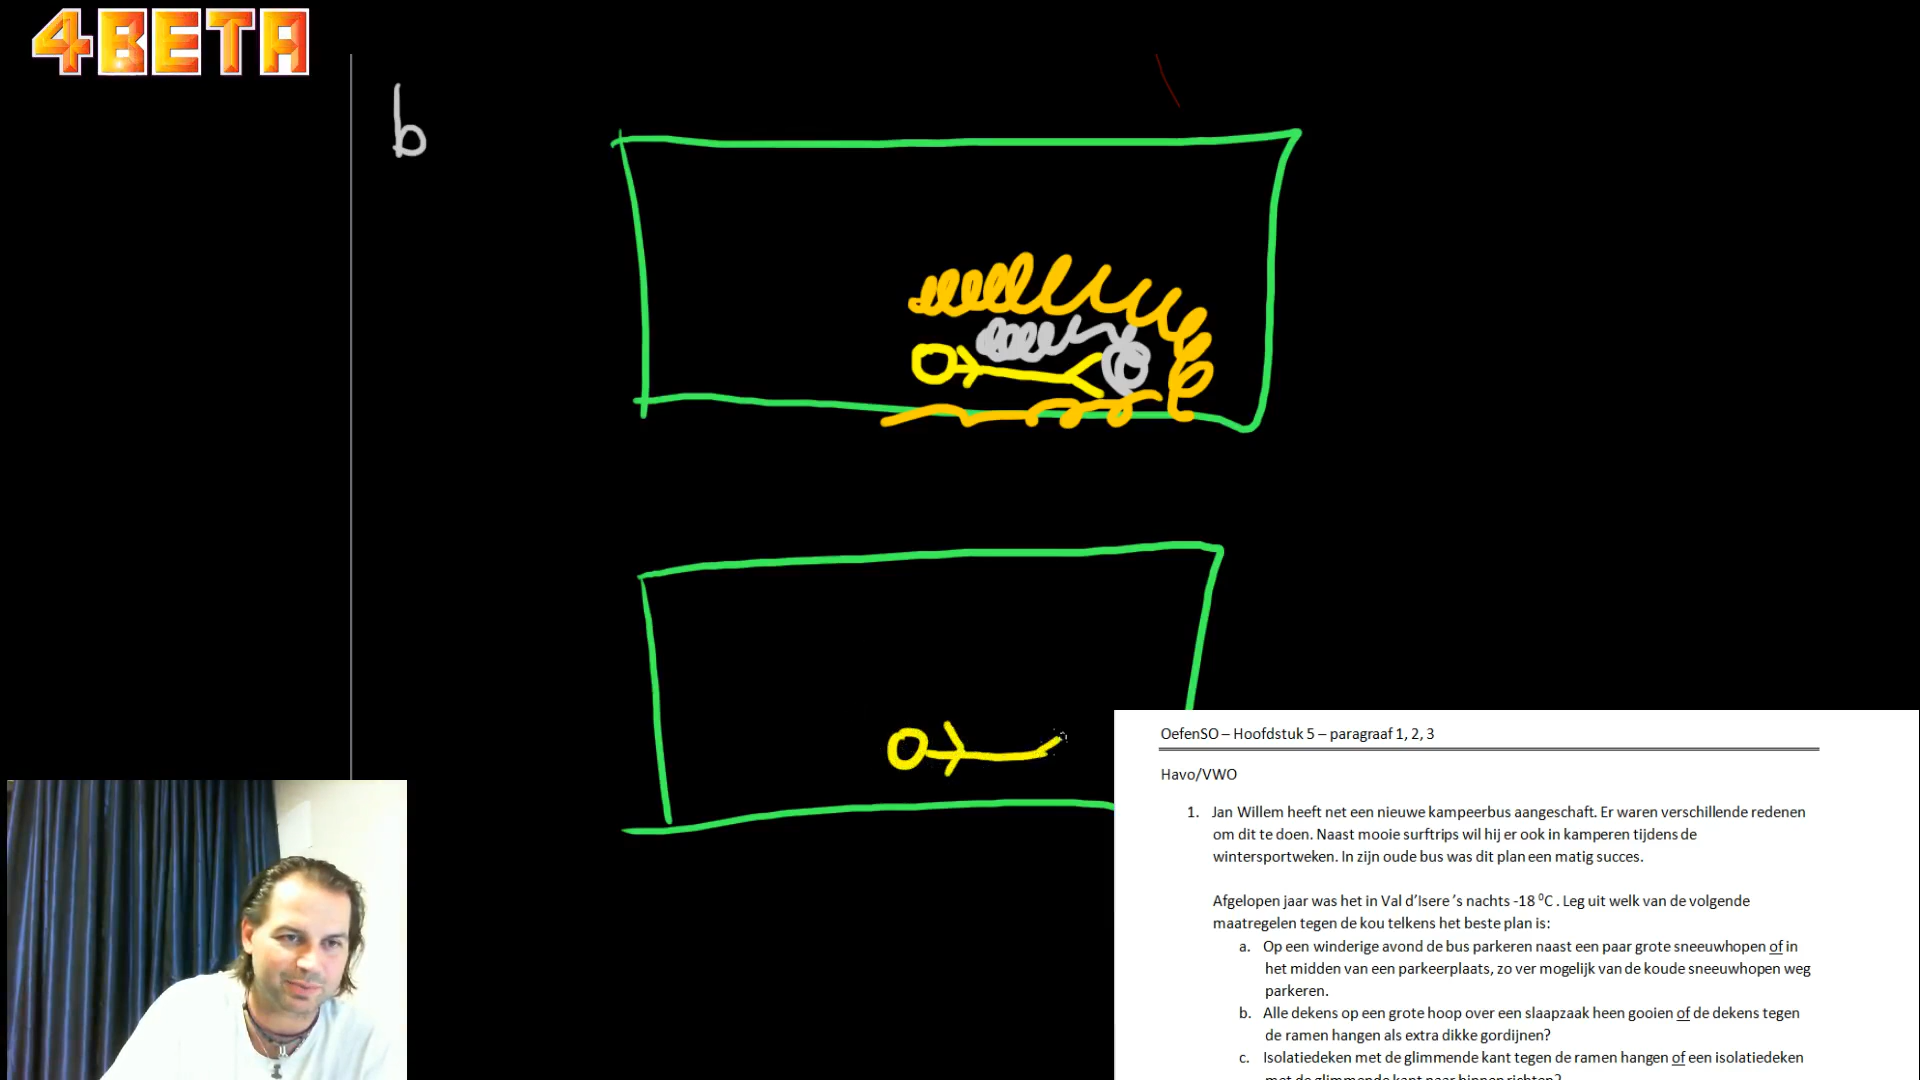 4BETA
b
OefenSO – Hoofdstuk 5 – paragraaf 1, 2, 3
Havo/VWO
1. Jan Willem heeft net een nieuwe kampeerbus aangeschaft. Er waren verschillende redenen
om dit te doen. Naast mooie surftrips wil hij er ook in kamperen tijdens de
wintersportweken. In zijn oude bus was dit plan een matig succes.
Afgelopen jaar was het in Val d'Isere 's nachts -18 ⁰C . Leg uit welk van de volgende
maatregelen tegen de kou telkens het beste plan is:
a. Op een winderige avond de bus parkeren naast een paar grote sneeuwhopen of in
het midden van een parkeerplaats, zo ver mogelijk van de koude sneeuwhopen weg
parkeren.
b. Alle dekens op een grote hoop over een slaapzaak heen gooien of de dekens tegen
de ramen hangen als extra dikke gordijnen?
c. Isolatiedeken met de glimmende kant tegen de ramen hangen of een isolatiedeken
met de glimmende kant naar binnen richten?